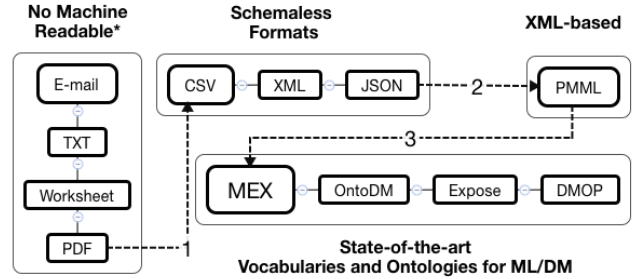 No Machine
Readable*
E-mail
TXT
Worksheet
PDF
1
Schemaless
Formats
CSV
XML
JSON
2
XML-based
PMML
3
MEX
OntoDM
Expose
DMOP
State-of-the-art
Vocabularies and Ontologies for ML/DM